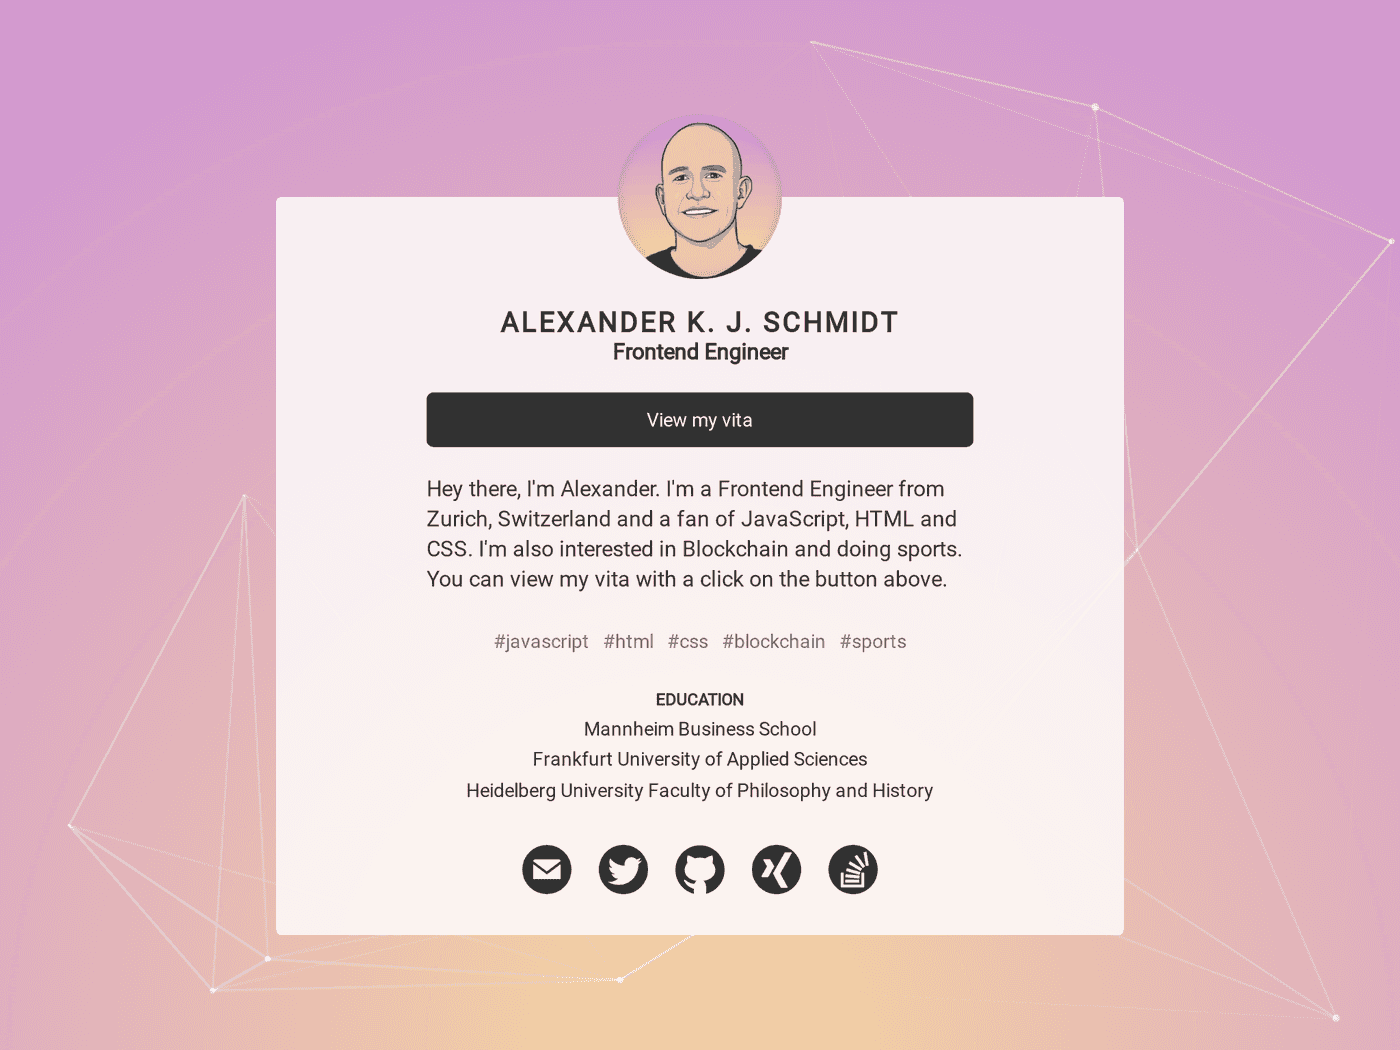 ALEXANDER K. J. SCHMIDT
Frontend Engineer
View my vita
Hey there, I'm Alexander. I'm a Frontend Engineer from
Zurich, Switzerland and a fan of JavaScript, HTML and
CSS. I'm also interested in Blockchain and doing sports.
You can view my vita with a click on the button above.
#javascript #html #css #blockchain #sports
EDUCATION
Mannheim Business School
Frankfurt University of Applied Sciences
Heidelberg University Faculty of Philosophy and History